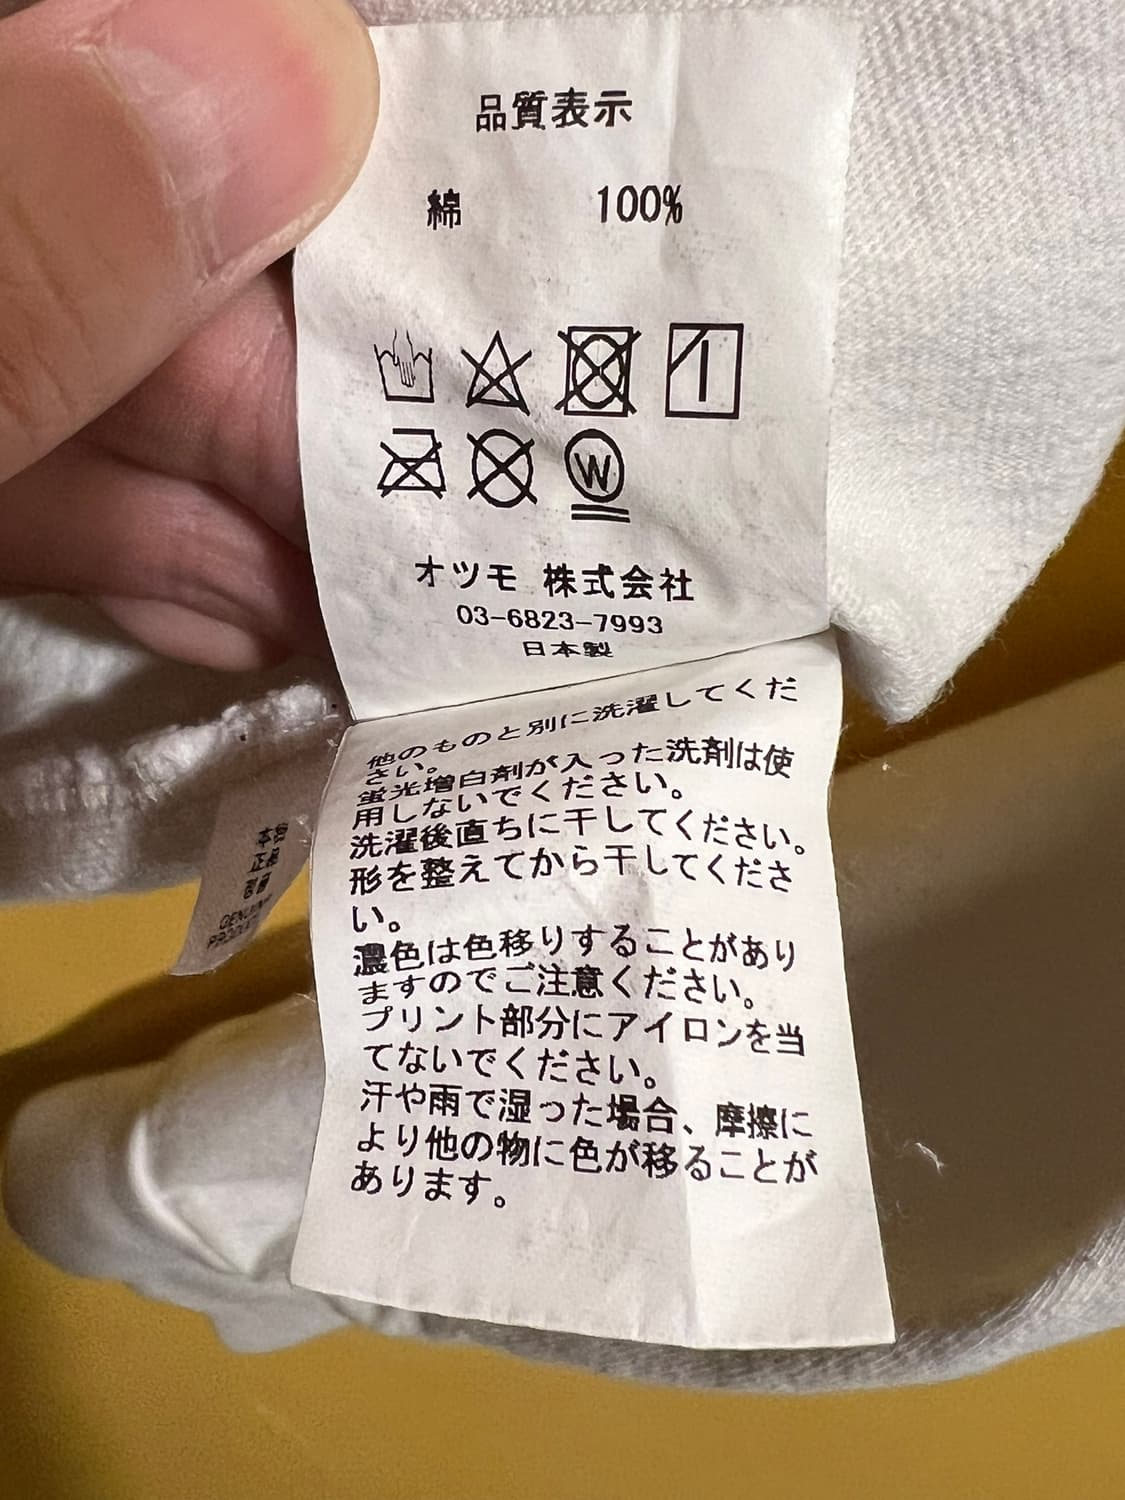 品質表示
綿 100%
W
オツモ 株式会社
03-6823-7993
日本製
他のものと別に洗濯してくだ
さい。
蛍光増白剤が入った洗剤は使
用しないでください。
洗濯後直ちに干してください。
形を整えてから干してくださ
い。
濃色は色移りすることがあり
ますのでご注意ください。
プリント部分にアイロンを当
てないでください。
汗や雨で湿った場合、摩擦に
より他の物に色が移ることが
あります。
正規